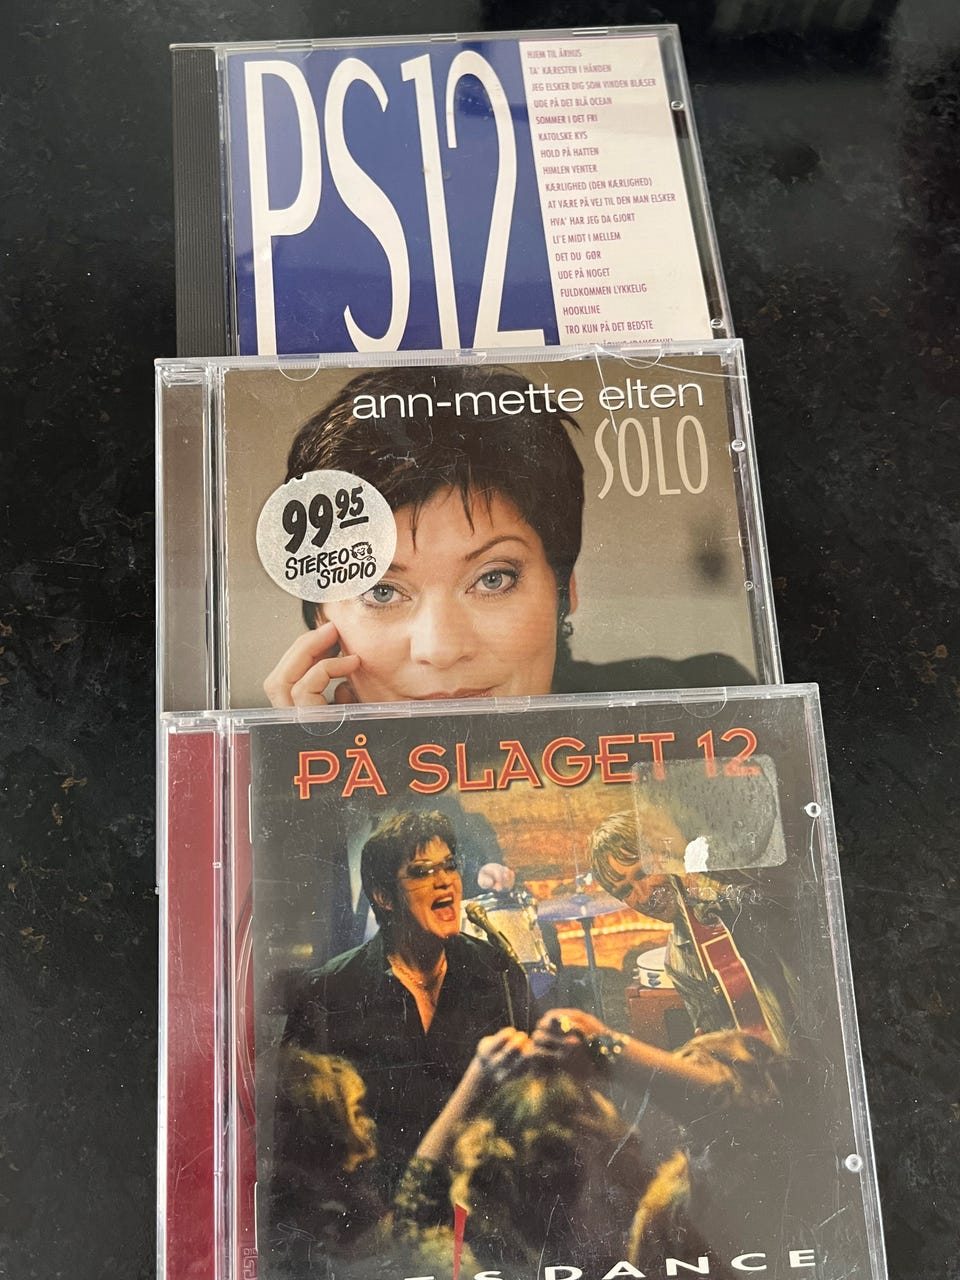 PS12
HJEM TIL ÅRHUS
TA' KÆRESTEN I HÅNDEN
JEG ELSKER DIG SOM VINDEN BLÆSER
UDE PÅ DET BLÅ OCEAN
SOMMER I DET FRI
KATOLSKE KYS
HOLD PÅ HATTEN
HIMLEN VENTER
KÆRLIGHED (DEN KÆRLIGHED)
AT VÆRE PÅ VEJ TIL DEN MAN ELSKER
HVA' HAR JEG DA GJORT
LI'E MIDT I MELLEM
DET DU GØR
UDE PÅ NOGET
FULDKOMMEN LYKKELIG
HOOKLINE
TRO KUN PÅ DET BEDSTE
ann-mette elten
SOLO
99.95
STEREO
STUDIO
PÅ SLAGET 12
DANCE